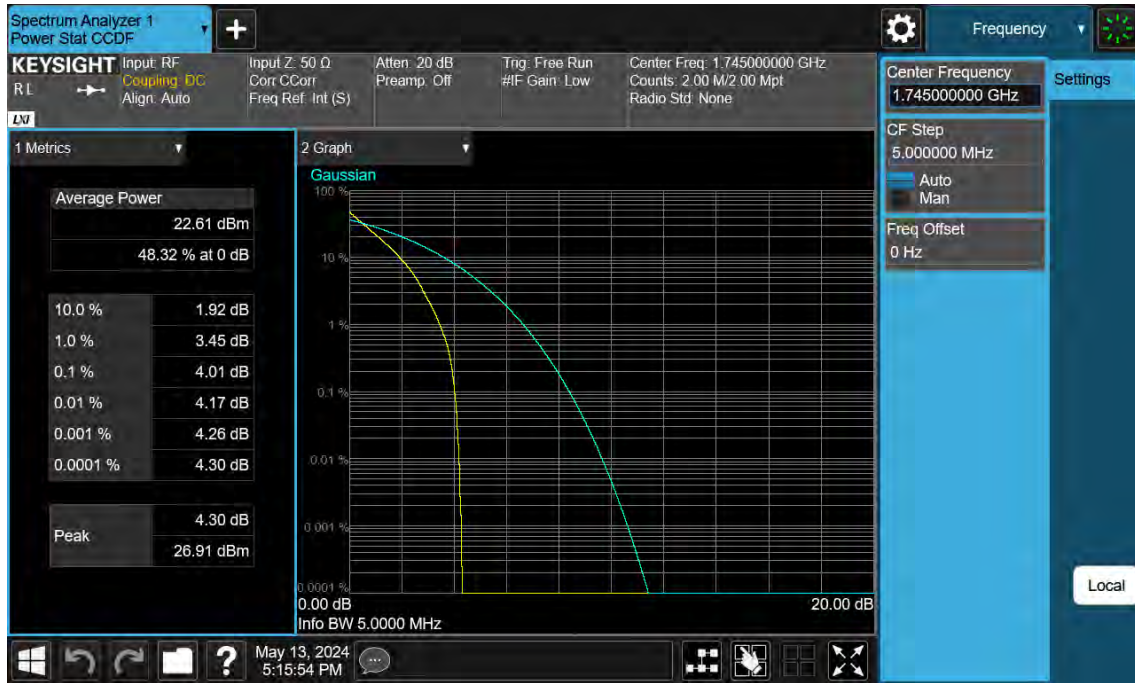 Spectrum Analyzer 1
Power Stat CCDF
+
Frequency
KEYSIGHT
RL
LXI
Input: RF
Coupling: DC
Align: Auto
Input Z: 50 Ω
Corr CCorr
Freq Ref: Int (S)
Atten: 20 dB
Preamp: Off
Trig: Free Run
#IF Gain: Low
Center Freq: 1.745000000 GHz
Counts: 2.00 M/2.00 Mpt
Radio Std: None
Center Frequency
1.745000000 GHz
Settings
CF Step
5.000000 MHz
Auto
Man
Freq Offset
0 Hz
Local
1 Metrics
Average Power
22.61 dBm
48.32 % at 0 dB
10.0 % 1.92 dB
1.0 % 3.45 dB
0.1 % 4.01 dB
0.01 % 4.17 dB
0.001 % 4.26 dB
0.0001 % 4.30 dB
Peak
4.30 dB
26.91 dBm
2 Graph
Gaussian
100 %
10 %
1 %
0.1 %
0.01 %
0.001 %
0.0001 %
0.00 dB 20.00 dB
Info BW 5.0000 MHz
?
May 13, 2024
5:15:54 PM